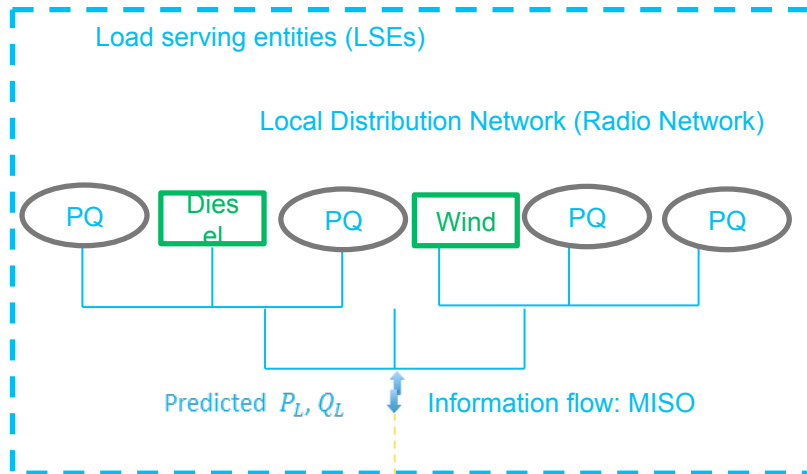 Load serving entities (LSEs)
Local Distribution Network (Radio Network)
PQ
Dies
el
PQ
Wind
PQ
PQ
Predicted P_L, Q_L
Information flow: MISO